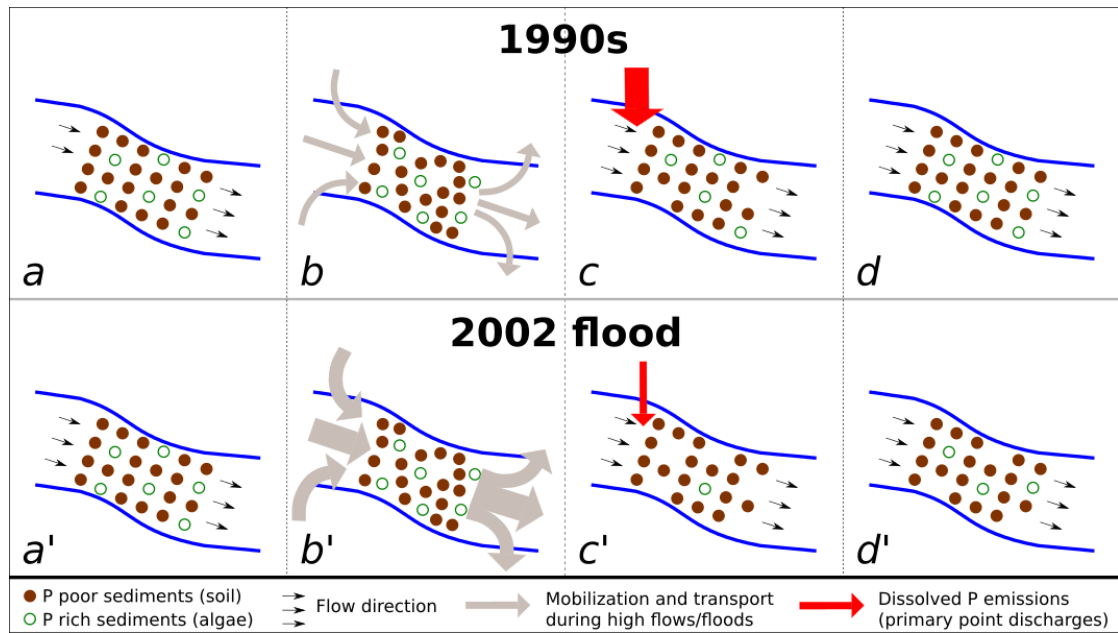 1990s
a
b
c
d
2002 flood
a'
b'
c'
d'
P poor sediments (soil)
P rich sediments (algae)
Flow direction
Mobilization and transport
during high flows/floods
Dissolved P emissions
(primary point discharges)